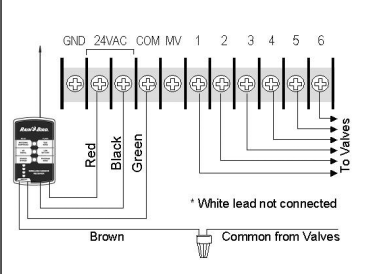 GND 24VAC COM MV 1 2 3 4 5 6
RAIN BIRD
Red
Black
Green
To Valves
* White lead not connected
Brown
Common from Valves